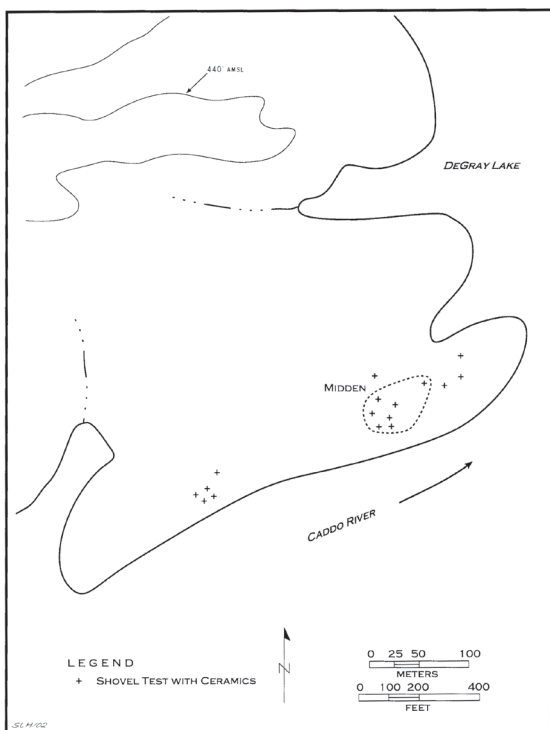 440' AMSL
DEGRAY LAKE
MIDDEN
CADDO RIVER
LEGEND
+ SHOVEL TEST WITH CERAMICS
N
0 25 50 100
METERS
0 100 200 400
FEET
SLH/02